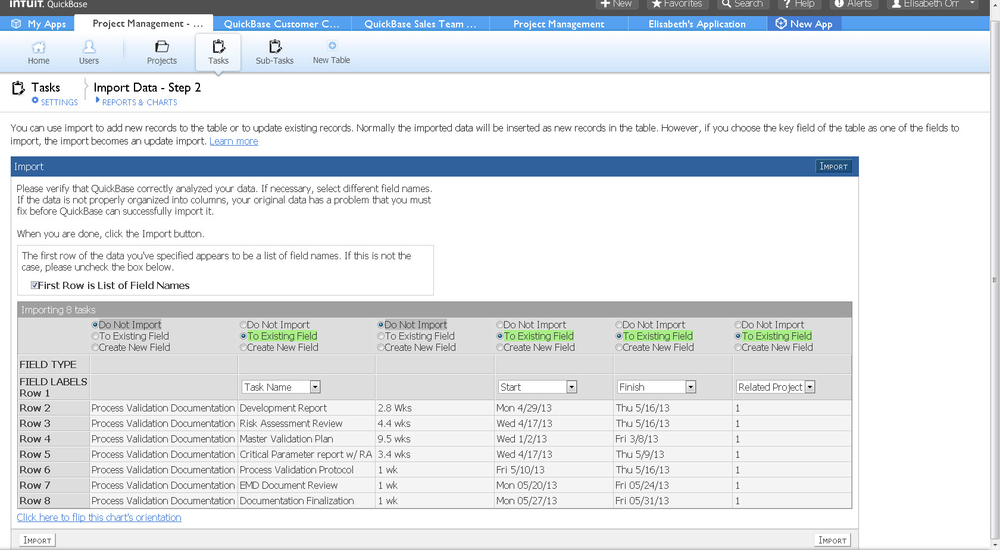 INTUIT. QuickBase
New Favorites Search ? Help Alerts Elisabeth Orr
My Apps Project Management - ... QuickBase Customer C... QuickBase Sales Team ... Project Management Elisabeth's Application New App
Home Users Projects Tasks Sub-Tasks New Table
Tasks Import Data - Step 2
SETTINGS REPORTS & CHARTS
You can use import to add new records to the table or to update existing records. Normally the imported data will be inserted as new records in the table. However, if you choose the key field of the table as one of the fields to
import, the import becomes an update import. Learn more
Import IMPORT
Please verify that QuickBase correctly analyzed your data. If necessary, select different field names.
If the data is not properly organized into columns, your original data has a problem that you must
fix before QuickBase can successfully import it.
When you are done, click the Import button.
The first row of the data you've specified appears to be a list of field names. If this is not the
case, please uncheck the box below.
First Row is List of Field Names
Importing 8 tasks
Do Not Import Do Not Import Do Not Import Do Not Import Do Not Import Do Not Import
To Existing Field To Existing Field To Existing Field To Existing Field To Existing Field To Existing Field
Create New Field Create New Field Create New Field Create New Field Create New Field Create New Field
FIELD TYPE
FIELD LABELS
Row 1 Task Name Start Finish Related Project
Row 2 Process Validation Documentation Development Report 2.8 Wks Mon 4/29/13 Thu 5/16/13 1
Row 3 Process Validation Documentation Risk Assessment Review 4.4 wks Wed 4/17/13 Thu 5/16/13 1
Row 4 Process Validation Documentation Master Validation Plan 9.5 wks Wed 1/2/13 Fri 3/8/13 1
Row 5 Process Validation Documentation Critical Parameter report w/ RA 3.4 wks Wed 4/17/13 Thu 5/9/13 1
Row 6 Process Validation Documentation Process Validation Protocol 1 wk Fri 5/10/13 Thu 5/16/13 1
Row 7 Process Validation Documentation EMD Document Review 1 wk Mon 05/20/13 Fri 05/24/13 1
Row 8 Process Validation Documentation Documentation Finalization 1 wk Mon 05/27/13 Fri 05/31/13 1
Click here to flip this chart's orientation
IMPORT IMPORT